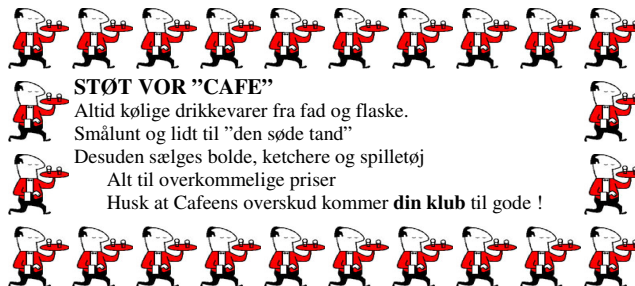 STØT VOR ”CAFE”
Altid kølige drikkevarer fra fad og flaske.
Smålunt og lidt til ”den søde tand”
Desuden sælges bolde, ketchere og spilletøj
Alt til overkommelige priser
Husk at Cafeens overskud kommer din klub til gode !